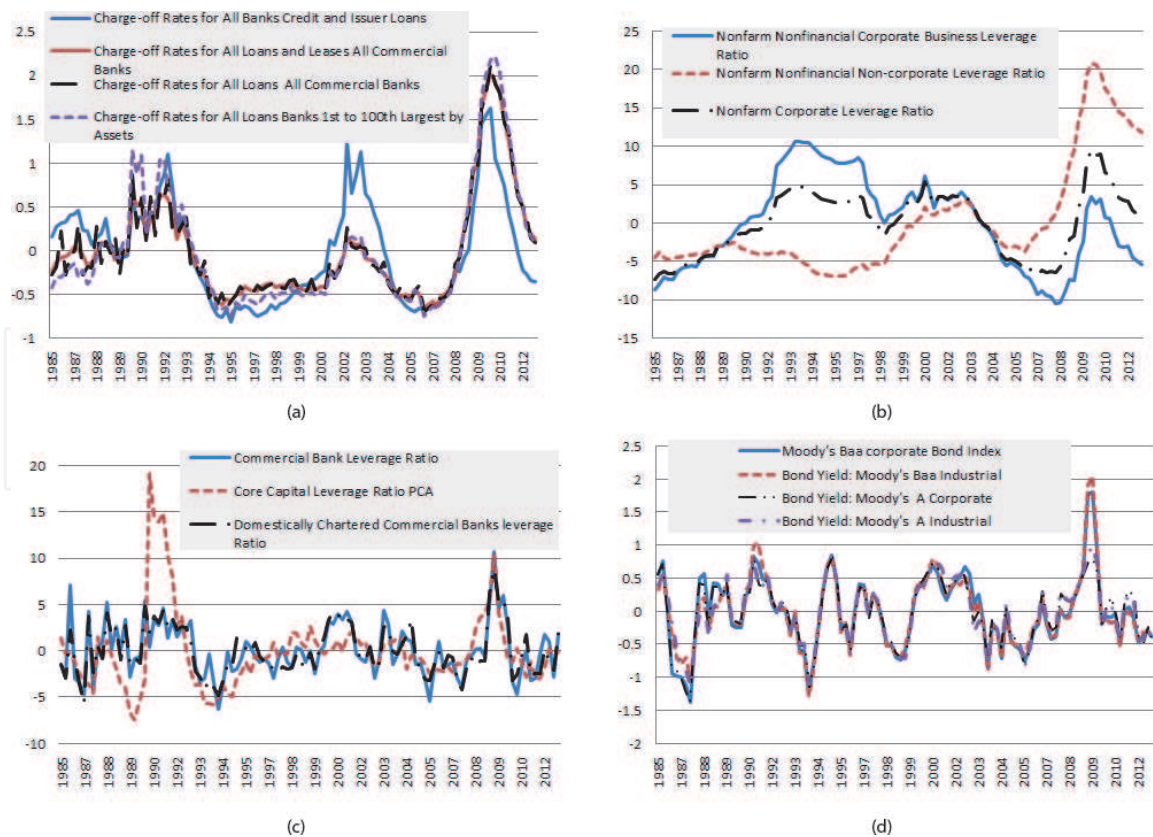 2.5
2
1.5
1
0.5
0
-0.5
-1
Charge-off Rates for All Banks Credit and Issuer Loans
Charge-off Rates for All Loans and Leases All Commercial
Banks
Charge-off Rates for All Loans All Commercial Banks
Charge-off Rates for All Loans Banks 1st to 100th Largest by
Assets
1985 1987 1988 1989 1990 1992 1993 1994 1995 1997 1998 1999 2000 2002 2003 2004 2005 2007 2008 2009 2010 2012
(a)
25
20
15
10
5
0
-5
-10
-15
Nonfarm Nonfinancial Corporate Business Leverage
Ratio
Nonfarm Nonfinancial Non-corporate Leverage Ratio
Nonfarm Corporate Leverage Ratio
1985 1987 1988 1989 1990 1992 1993 1994 1995 1997 1998 1999 2000 2002 2003 2004 2005 2007 2008 2009 2010 2012
(b)
20
15
10
5
0
-5
-10
Commercial Bank Leverage Ratio
Core Capital Leverage Ratio PCA
Domestically Chartered Commercial Banks leverage
Ratio
1985 1987 1988 1989 1990 1992 1993 1994 1995 1997 1998 1999 2000 2002 2003 2004 2005 2007 2008 2009 2010 2012
(c)
2.5
2
1.5
1
0.5
0
-0.5
-1
-1.5
-2
Moody's Baa corporate Bond Index
Bond Yield: Moody's Baa Industrial
Bond Yield: Moody's A Corporate
Bond Yield: Moody's A Industrial
1985 1987 1988 1989 1990 1992 1993 1994 1995 1997 1998 1999 2000 2002 2003 2004 2005 2007 2008 2009 2010 2012
(d)